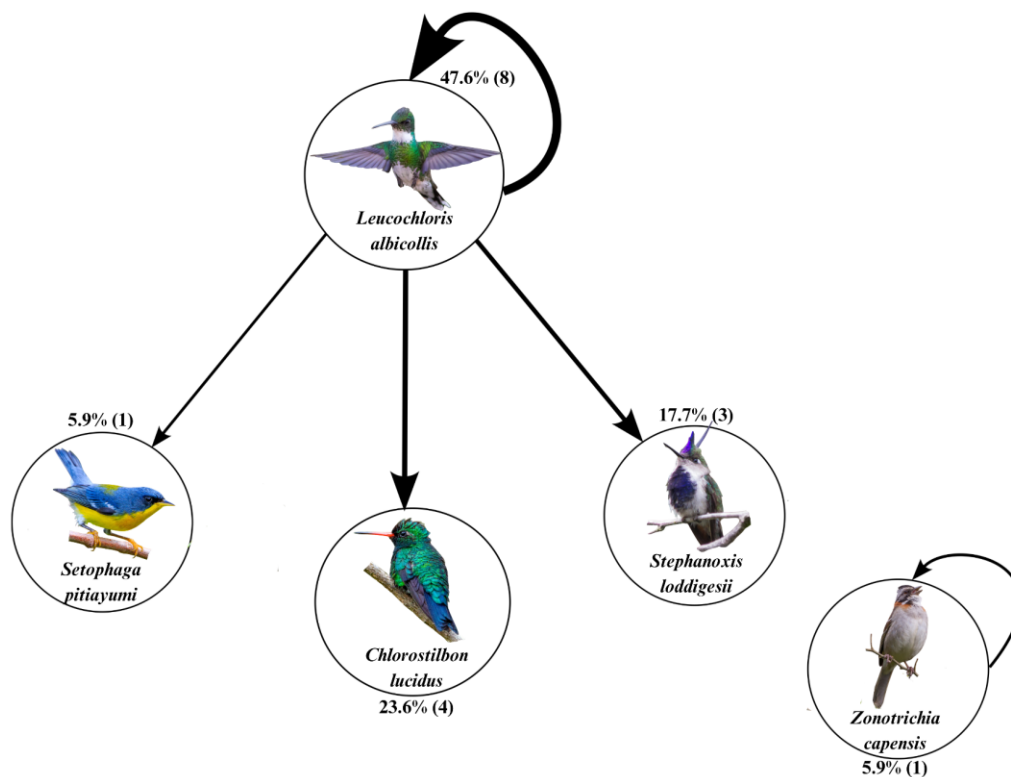 47.6% (8)
Leucochloris
albicollis
5.9% (1)
Setophaga
pitiayumi
17.7% (3)
Stephanoxis
loddigesii
Chlorostilbon
lucidus
23.6% (4)
Zonotrichia
capensis
5.9% (1)